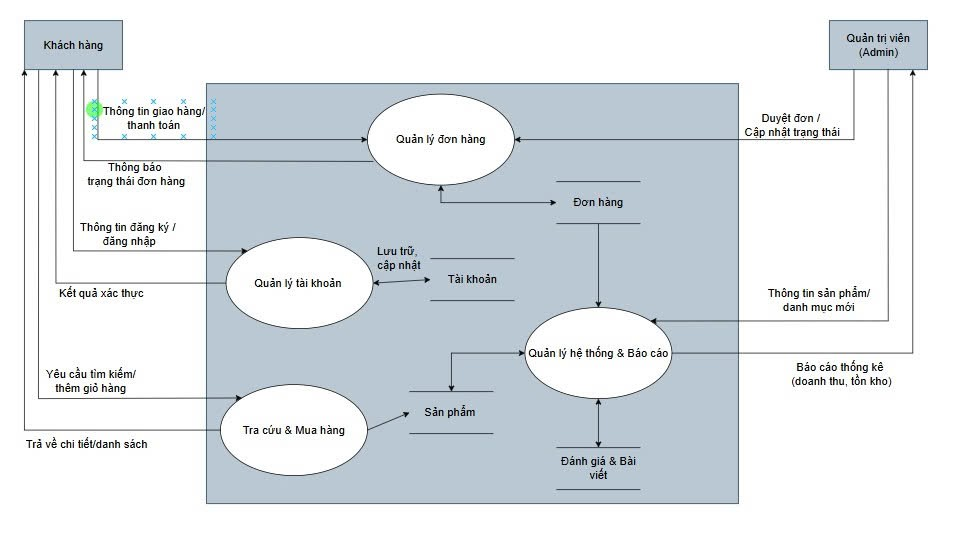 Khách hàng
Quản trị viên
(Admin)
Thông tin giao hàng/
thanh toán
Quản lý đơn hàng
Duyệt đơn /
Cập nhật trạng thái
Thông báo
trạng thái đơn hàng
Đơn hàng
Thông tin đăng ký /
đăng nhập
Lưu trữ,
cập nhật
Quản lý tài khoản
Tài khoản
Kết quả xác thực
Thông tin sản phẩm/
danh mục mới
Quản lý hệ thống & Báo cáo
Yêu cầu tìm kiếm/
thêm giỏ hàng
Báo cáo thống kê
(doanh thu, tồn kho)
Sản phẩm
Tra cứu & Mua hàng
Trả về chi tiết/danh sách
Đánh giá & Bài
viết